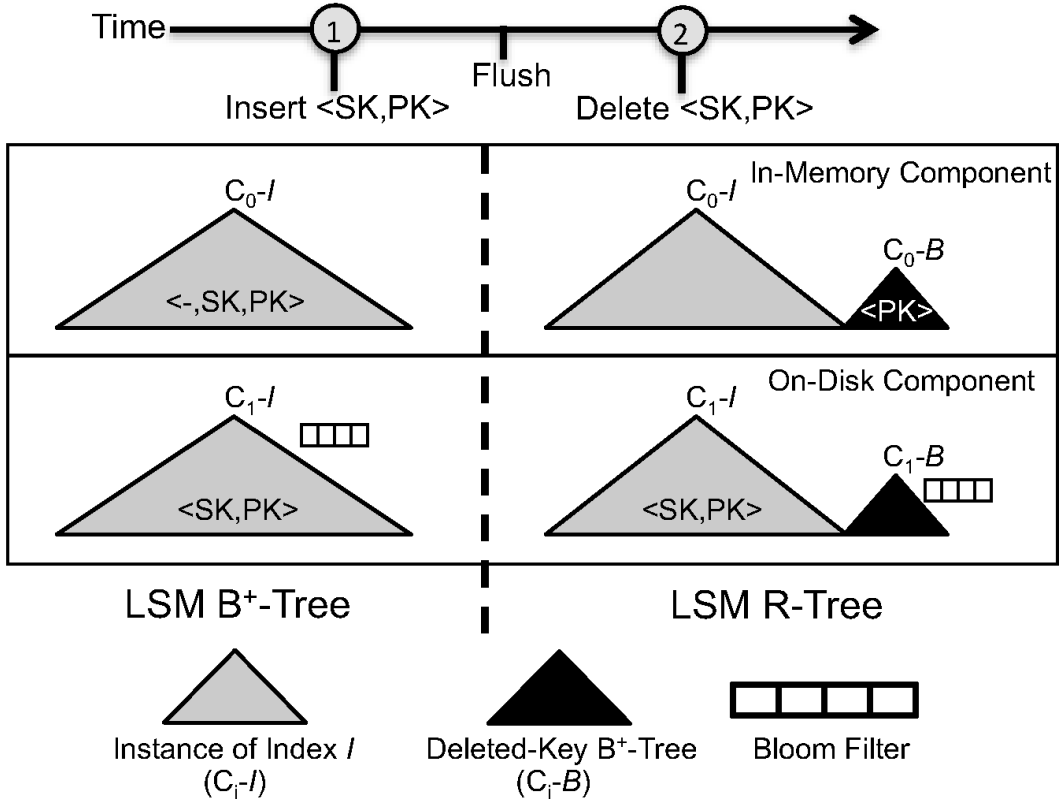 Time
1
2
Flush
Insert <SK,PK>
Delete <SK,PK>
In-Memory Component
C₀-I
C₀-I
C₀-B
<-,SK,PK>
<PK>
On-Disk Component
C₁-I
C₁-I
C₁-B
<SK,PK>
<SK,PK>
LSM B⁺-Tree
LSM R-Tree
Instance of Index I
(Cᵢ-I)
Deleted-Key B⁺-Tree
(Cᵢ-B)
Bloom Filter